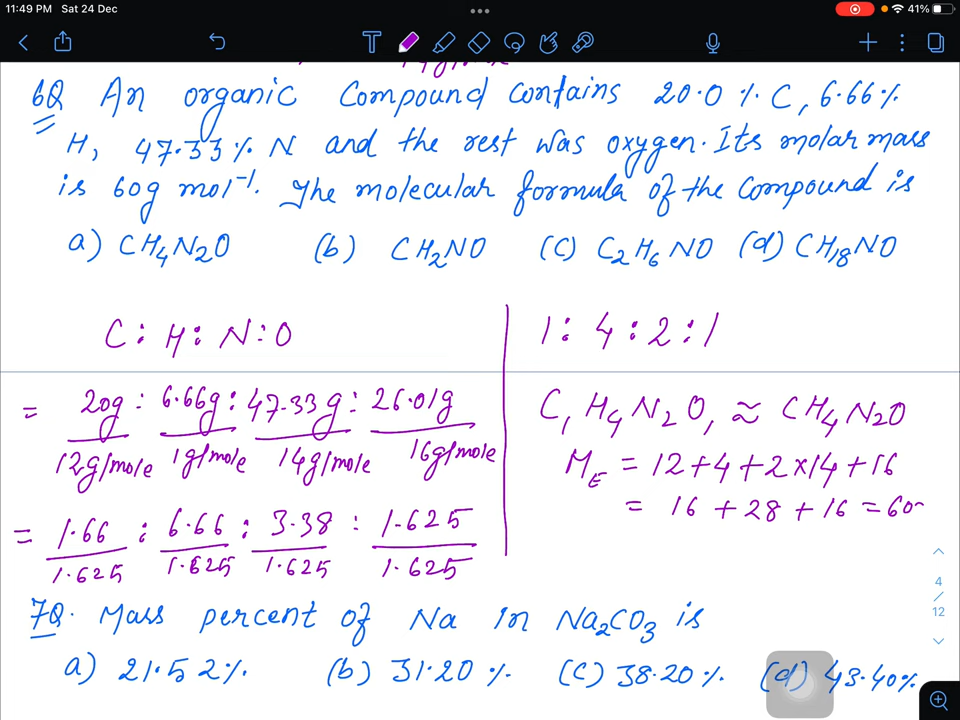 11:49 PM Sat 24 Dec
41%
6Q An organic Compound contains 20.0 % C, 6.66%
H, 47.33% N and the rest was oxygen. Its molar mass
is 60g mol⁻¹. The molecular formula of the Compound is
a) CH₄N₂O (b) CH₂NO (c) C₂H₆NO (d) CH₁₈NO
C : H : N : O
= 20g : 6.66g : 47.33g : 26.01g
12g/mole 1g/mole 14g/mole 16g/mole
= 1.66 : 6.66 : 3.38 : 1.625
1.625 1.625 1.625 1.625
1 : 4 : 2 : 1
C₁H₄N₂O₁ ≈ CH₄N₂O
M_E = 12+4+2×14+16
= 16+28+16=60
7Q. Mass percent of Na in Na₂CO₃ is
a) 21.52% (b) 31.20 % (c) 38.20% (d) 43.40%
4
/
12